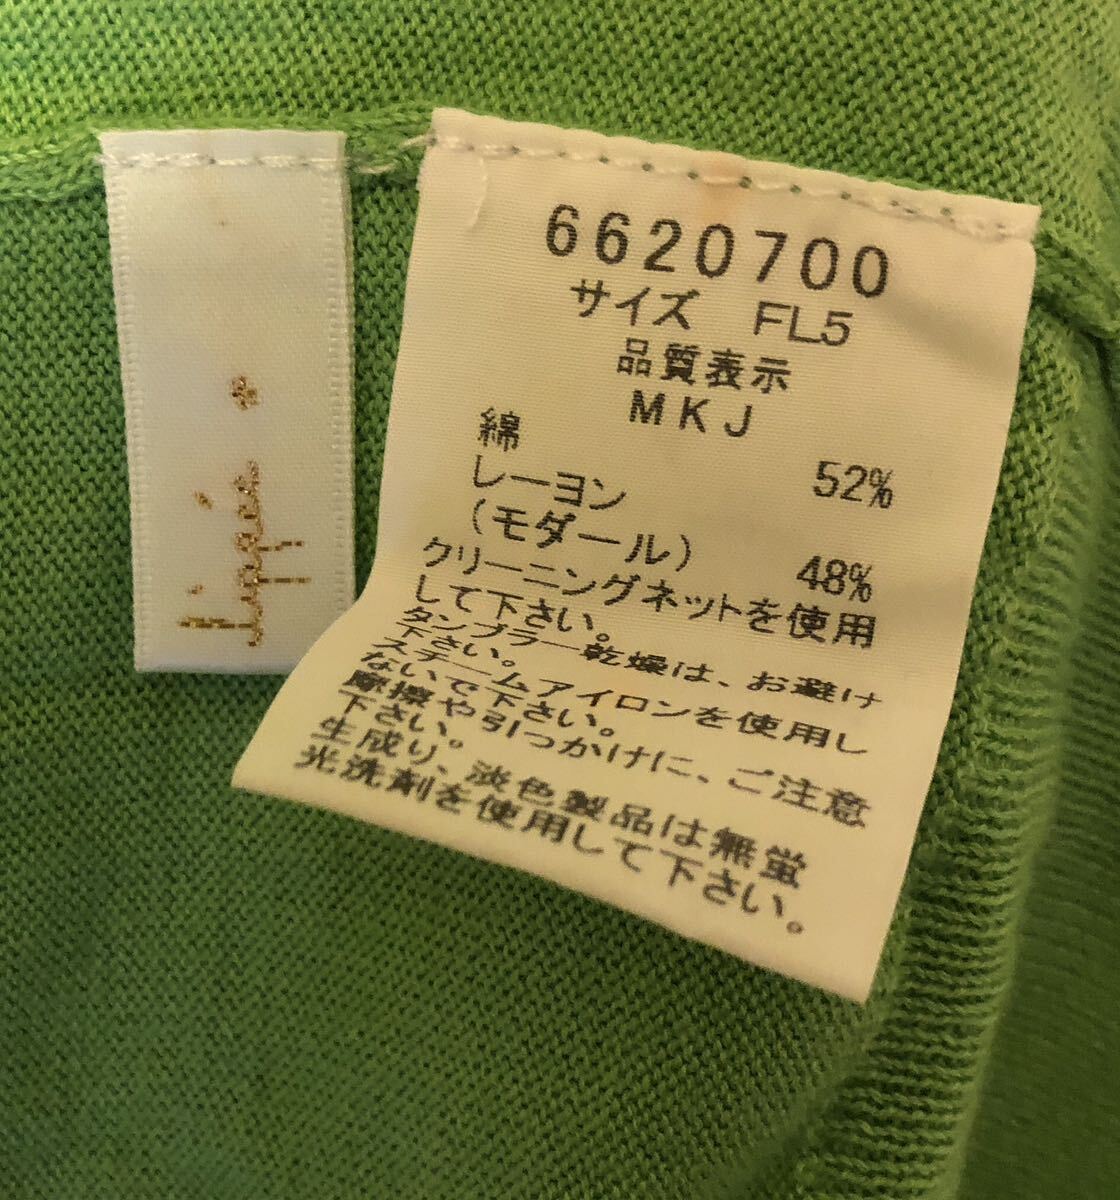 6620700
サイズ FL5
品質表示
MKJ
綿 52%
レーヨン
(モダール) 48%
クリーニングネットを使用
して下さい。
タンブラー乾燥は、お避け
下さい。
スチームアイロンを使用し
ないで下さい。
摩擦や引っかけに、ご注意
下さい。
生成り、淡色製品は無蛍
光洗剤を使用して下さい。